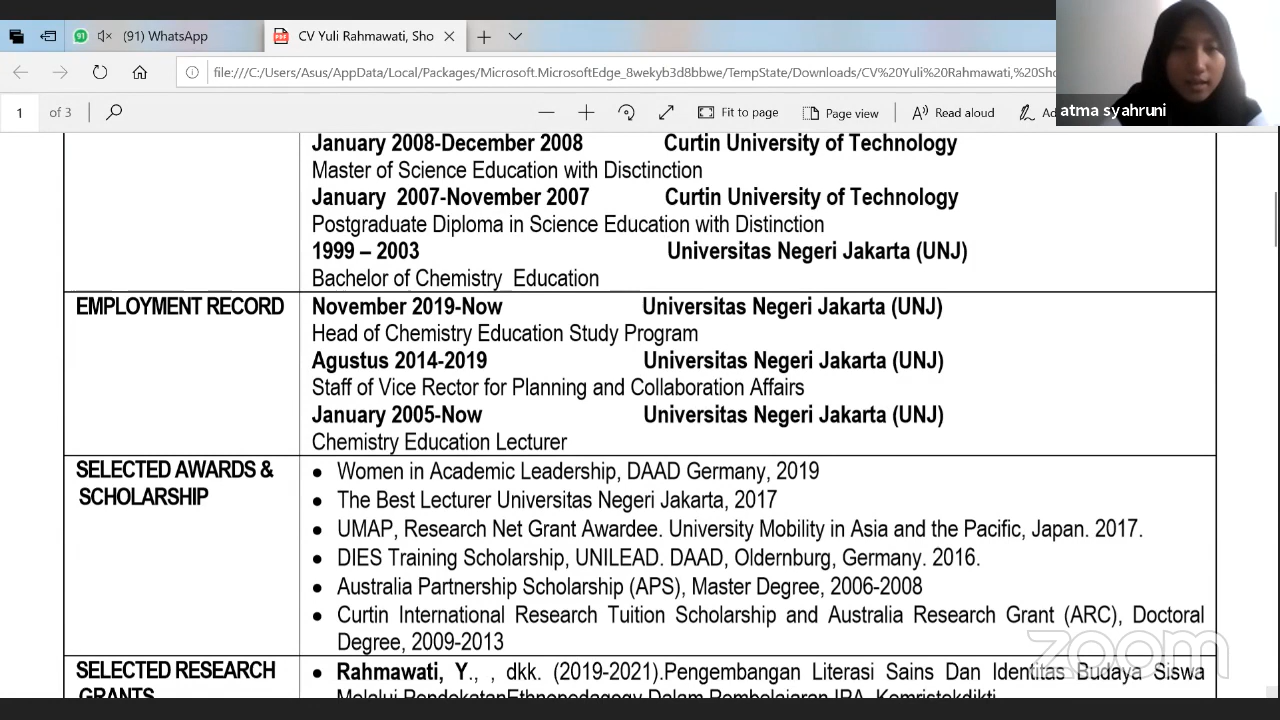 91 (91) WhatsApp CV Yuli Rahmawati, Sho
file:///C:/Users/Asus/AppData/Local/Packages/Microsoft.MicrosoftEdge_8wekyb3d8bbwe/TempState/Downloads/CV%20Yuli%20Rahmawati,%20Sho
1 of 3 Fit to page Page view Read aloud
atma syahruni
January 2008-December 2008 Curtin University of Technology
Master of Science Education with Disctinction
January 2007-November 2007 Curtin University of Technology
Postgraduate Diploma in Science Education with Distinction
1999 – 2003 Universitas Negeri Jakarta (UNJ)
Bachelor of Chemistry Education
EMPLOYMENT RECORD November 2019-Now Universitas Negeri Jakarta (UNJ)
Head of Chemistry Education Study Program
Agustus 2014-2019 Universitas Negeri Jakarta (UNJ)
Staff of Vice Rector for Planning and Collaboration Affairs
January 2005-Now Universitas Negeri Jakarta (UNJ)
Chemistry Education Lecturer
SELECTED AWARDS &
SCHOLARSHIP
• Women in Academic Leadership, DAAD Germany, 2019
• The Best Lecturer Universitas Negeri Jakarta, 2017
• UMAP, Research Net Grant Awardee. University Mobility in Asia and the Pacific, Japan. 2017.
• DIES Training Scholarship, UNILEAD. DAAD, Oldernburg, Germany. 2016.
• Australia Partnership Scholarship (APS), Master Degree, 2006-2008
• Curtin International Research Tuition Scholarship and Australia Research Grant (ARC), Doctoral
Degree, 2009-2013
SELECTED RESEARCH
GRANTS
• Rahmawati, Y., , dkk. (2019-2021).Pengembangan Literasi Sains Dan Identitas Budaya Siswa
Melalui PendekatanEthnopedagogy Dalam Pembelajaran IPA. Kemristekdikti
zoom